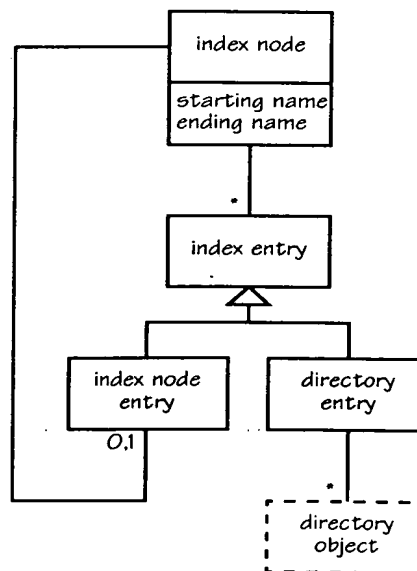 index node
starting name
ending name
*
index entry
index node
entry
directory
entry
0,1
*
directory
object